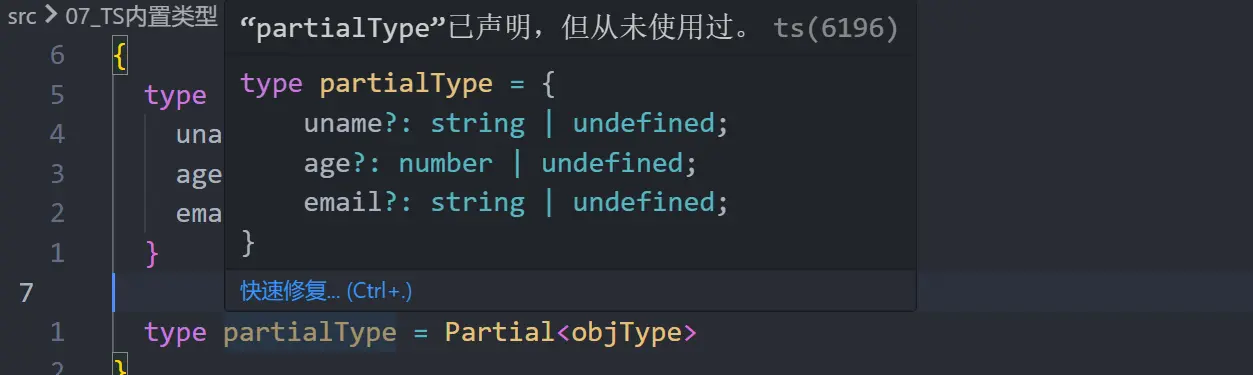 src > 07_TS内置类型
“partialType”已声明，但从未使用过。 ts(6196)
6 {
type partialType = {
5 type
uname?: string | undefined;
4 una
age?: number | undefined;
3 age
email?: string | undefined;
2 ema
}
1 }
快速修复... (Ctrl+.)
7
1 type partialType = Partial<objType>
2 }